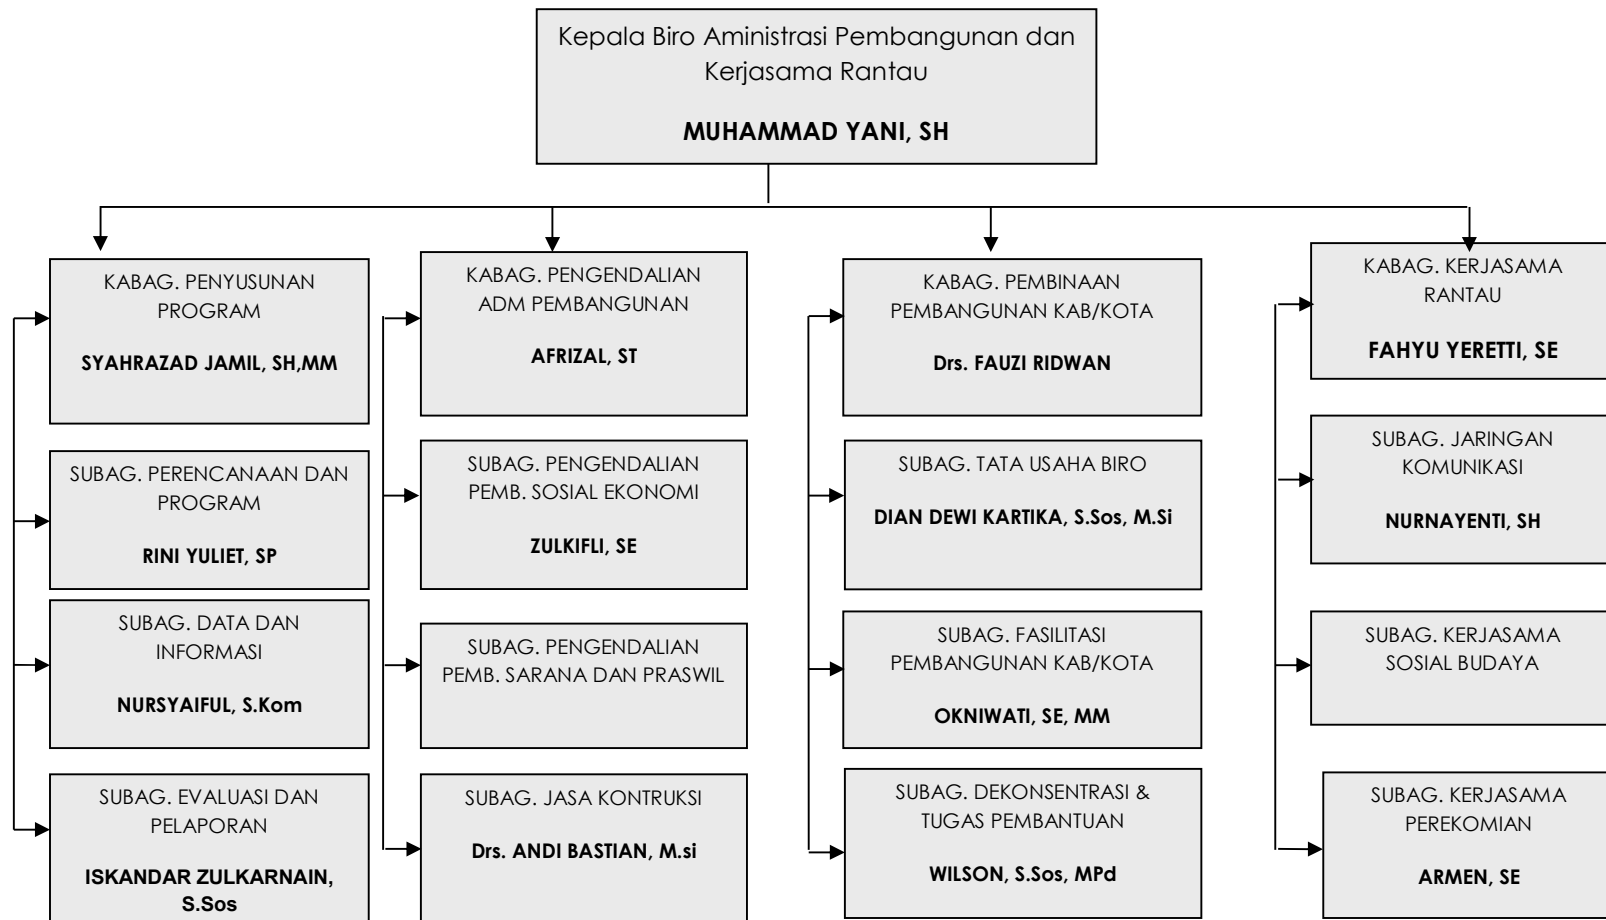 Kepala Biro Aministrasi Pembangunan dan
Kerjasama Rantau
MUHAMMAD YANI, SH
KABAG. PENYUSUNAN
PROGRAM
SYAHRAZAD JAMIL, SH,MM
SUBAG. PERENCANAAN DAN
PROGRAM
RINI YULIET, SP
SUBAG. DATA DAN
INFORMASI
NURSYAIFUL, S.Kom
SUBAG. EVALUASI DAN
PELAPORAN
ISKANDAR ZULKARNAIN,
S.Sos
KABAG. PENGENDALIAN
ADM PEMBANGUNAN
AFRIZAL, ST
SUBAG. PENGENDALIAN
PEMB. SOSIAL EKONOMI
ZULKIFLI, SE
SUBAG. PENGENDALIAN
PEMB. SARANA DAN PRASWIL
SUBAG. JASA KONTRUKSI
Drs. ANDI BASTIAN, M.si
KABAG. PEMBINAAN
PEMBANGUNAN KAB/KOTA
Drs. FAUZI RIDWAN
SUBAG. TATA USAHA BIRO
DIAN DEWI KARTIKA, S.Sos, M.Si
SUBAG. FASILITASI
PEMBANGUNAN KAB/KOTA
OKNIWATI, SE, MM
SUBAG. DEKONSENTRASI &
TUGAS PEMBANTUAN
WILSON, S.Sos, MPd
KABAG. KERJASAMA
RANTAU
FAHYU YERETTI, SE
SUBAG. JARINGAN
KOMUNIKASI
NURNAYENTI, SH
SUBAG. KERJASAMA
SOSIAL BUDAYA
SUBAG. KERJASAMA
PEREKOMIAN
ARMEN, SE